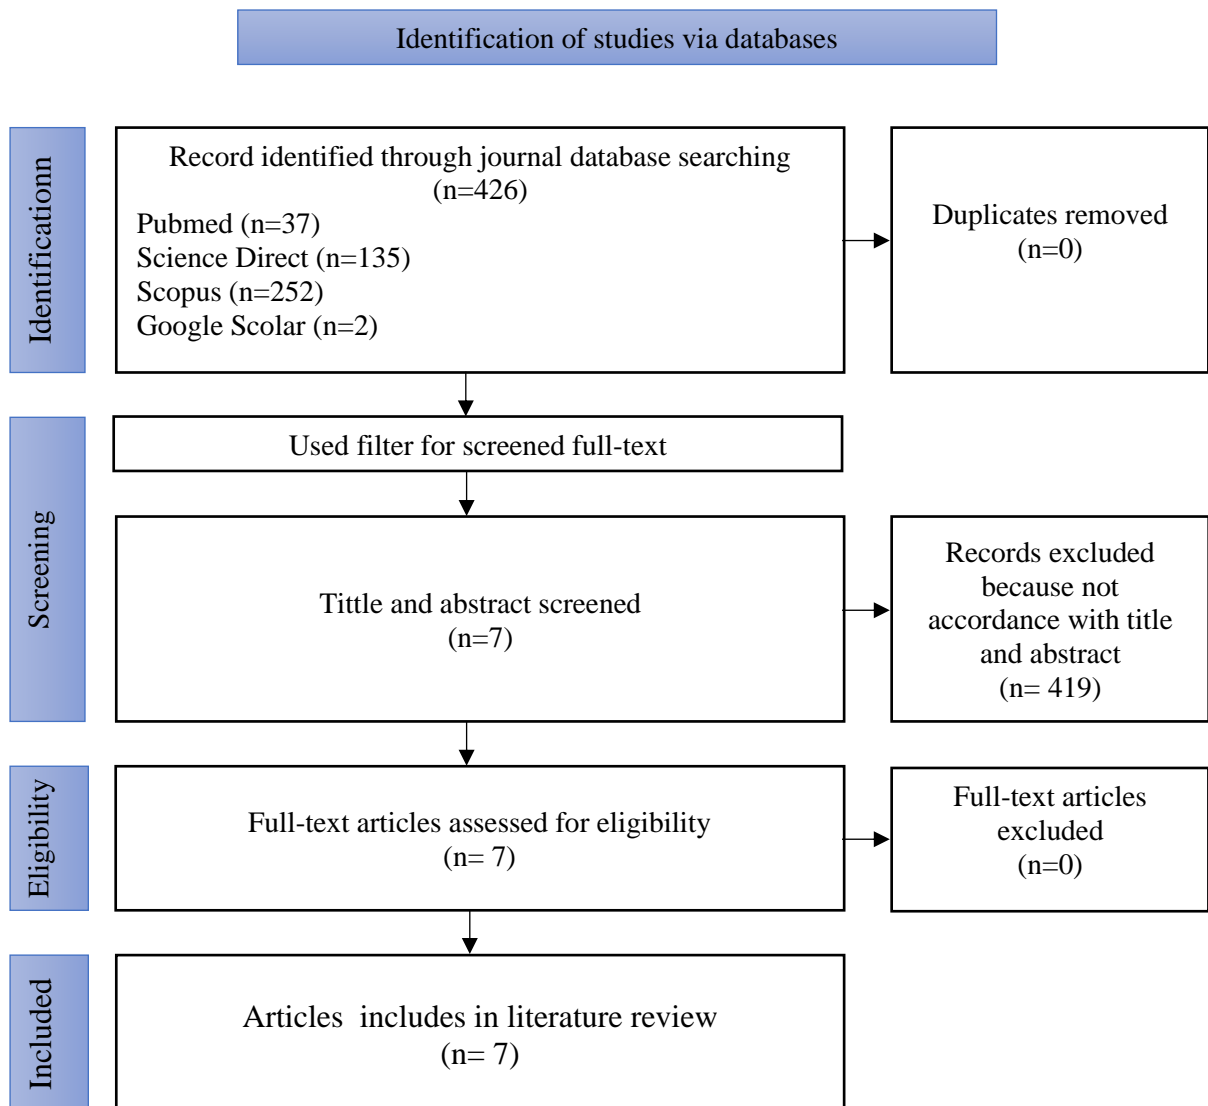 Identification of studies via databases
Identificationn
Record identified through journal database searching
(n=426)
Pubmed (n=37)
Science Direct (n=135)
Scopus (n=252)
Google Scolar (n=2)
Duplicates removed
(n=0)
Screening
Used filter for screened full-text
Tittle and abstract screened
(n=7)
Records excluded
because not
accordance with title
and abstract
(n= 419)
Eligibility
Full-text articles assessed for eligibility
(n= 7)
Full-text articles
excluded
(n=0)
Included
Articles  includes in literature review
(n= 7)